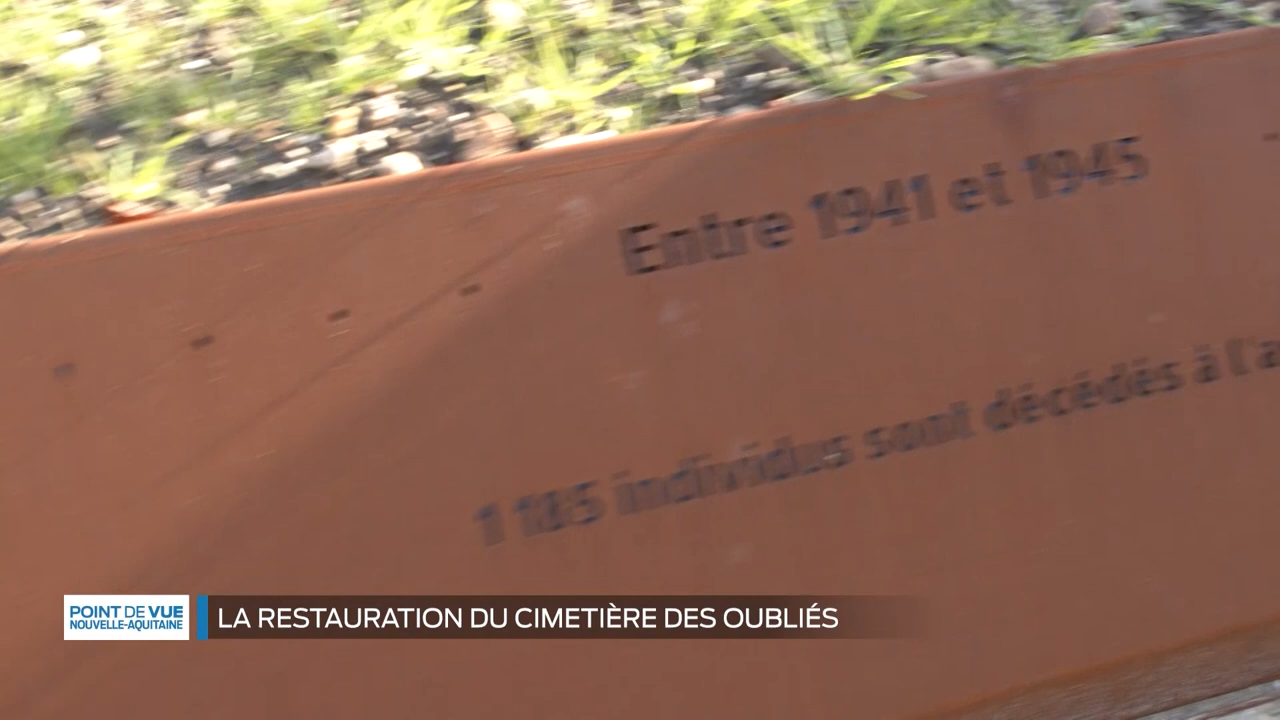 Entre 1941 et 1945
1 185 individus sont décédés à l'a
POINT DE VUE
NOUVELLE-AQUITAINE
LA RESTAURATION DU CIMETIÈRE DES OUBLIÉS